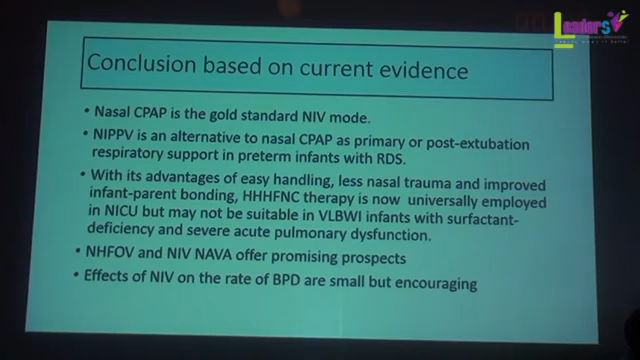 Leaders
Conclusion based on current evidence
• Nasal CPAP is the gold standard NIV mode.
• NIPPV is an alternative to nasal CPAP as primary or post-extubation
respiratory support in preterm infants with RDS.
• With its advantages of easy handling, less nasal trauma and improved
infant-parent bonding, HHHFNC therapy is now universally employed
in NICU but may not be suitable in VLBWI infants with surfactant-
deficiency and severe acute pulmonary dysfunction.
• NHFOV and NIV NAVA offer promising prospects
• Effects of NIV on the rate of BPD are small but encouraging